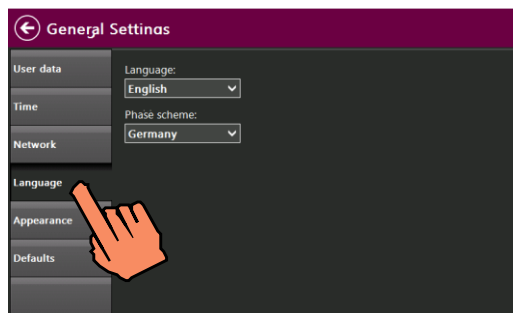 General Settings
User data
Time
Network
Language
Appearance
Defaults
Language:
English
Phase scheme:
Germany